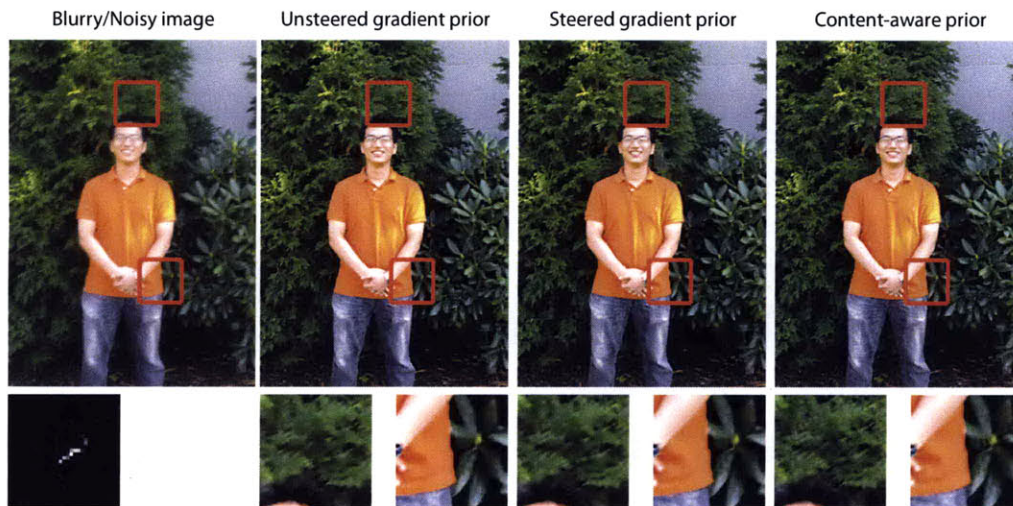 Blurry/Noisy image
Unsteered gradient prior
Steered gradient prior
Content-aware prior